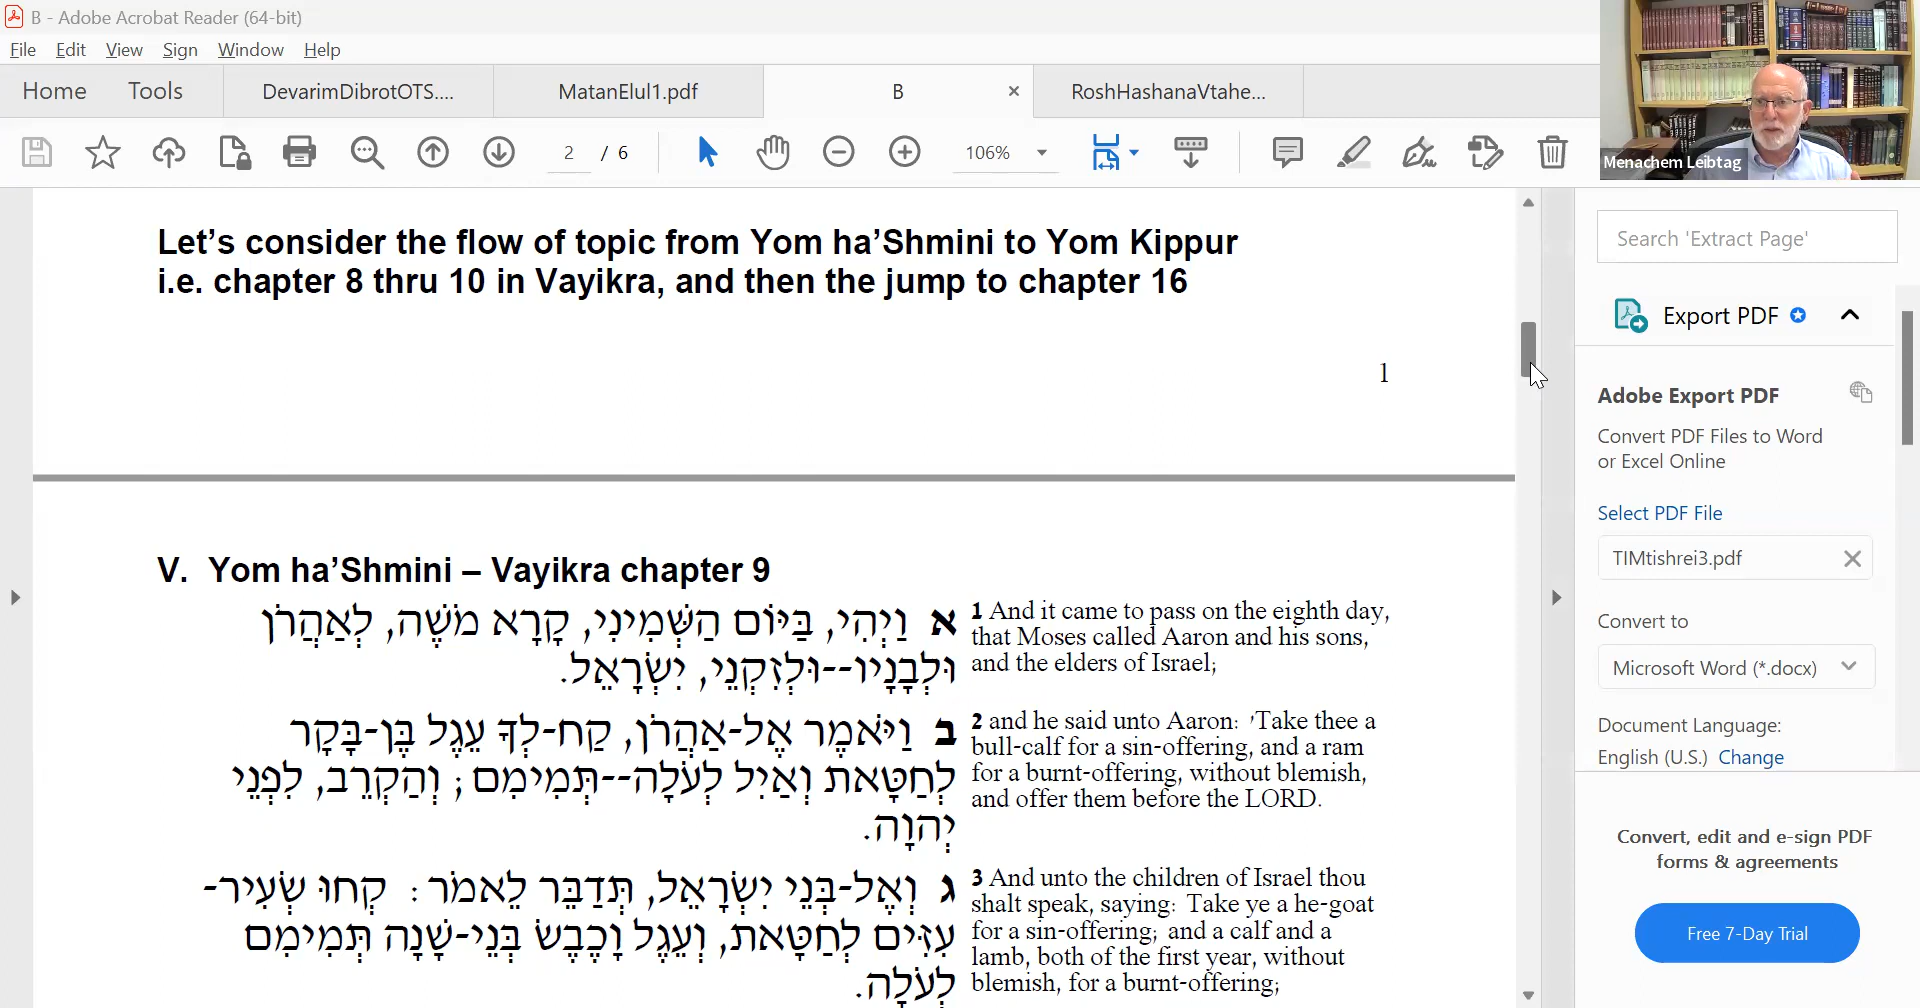 B - Adobe Acrobat Reader (64-bit)
File Edit View Sign Window Help
Home Tools DevarimDibrotOTS.... MatanElul1.pdf B × RoshHashanaVtahe...
2 / 6 106%
Menachem Leibtag
Let’s consider the flow of topic from Yom ha’Shmini to Yom Kippur
i.e. chapter 8 thru 10 in Vayikra, and then the jump to chapter 16
1
V. Yom ha’Shmini – Vayikra chapter 9
א וַיְהִי, בַּיּוֹם הַשְּׁמִינִי, קָרָא מֹשֶׁה, לְאַהֲרֹן
וּלְבָנָיו--וּלְזִקְנֵי, יִשְׂרָאֵל.
1 And it came to pass on the eighth day,
that Moses called Aaron and his sons,
and the elders of Israel;
ב וַיֹּאמֶר אֶל-אַהֲרֹן, קַח-לְךָ עֵגֶל בֶּן-בָּקָר
לְחַטָּאת וְאַיִל לְעֹלָה--תְּמִימִם; וְהַקְרֵב, לִפְנֵי
יְהוָה.
2 and he said unto Aaron: 'Take thee a
bull-calf for a sin-offering, and a ram
for a burnt-offering, without blemish,
and offer them before the LORD.
ג וְאֶל-בְּנֵי יִשְׂרָאֵל, תְּדַבֵּר לֵאמֹר: קְחוּ שְׂעִיר-
עִזִּים לְחַטָּאת, וְעֵגֶל וָכֶבֶשׂ בְּנֵי-שָׁנָה תְּמִימִם
לְעֹלָה.
3 And unto the children of Israel thou
shalt speak, saying: Take ye a he-goat
for a sin-offering; and a calf and a
lamb, both of the first year, without
blemish, for a burnt-offering;
Search 'Extract Page'
Export PDF
Adobe Export PDF
Convert PDF Files to Word
or Excel Online
Select PDF File
TIMtishrei3.pdf
Convert to
Microsoft Word (*.docx)
Document Language:
English (U.S.) Change
Convert, edit and e-sign PDF
forms & agreements
Free 7-Day Trial